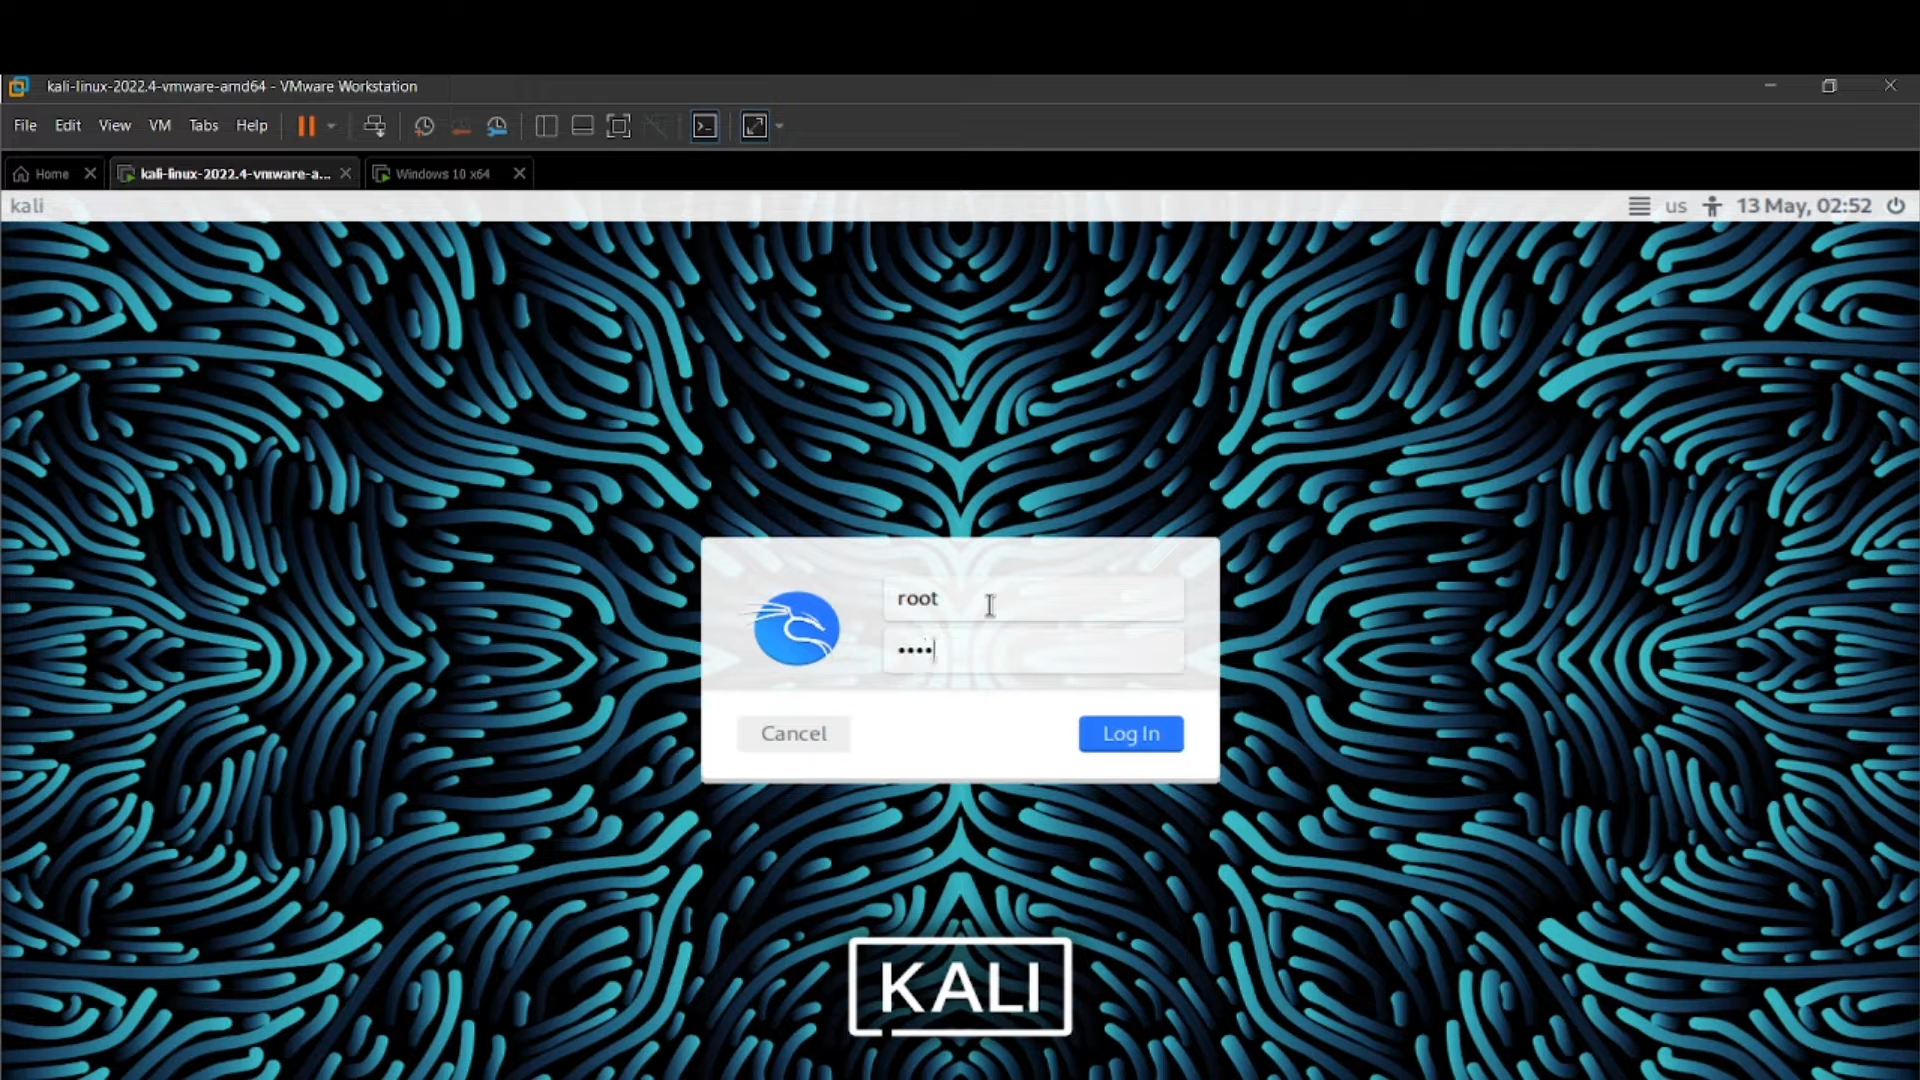 kali-linux-2022.4-vmware-amd64 - VMware Workstation
File Edit View VM Tabs Help
Home kali-linux-2022.4-vmware-a... Windows 10 x64
kali us 13 May, 02:52
root
••••
Cancel Log In
KALI